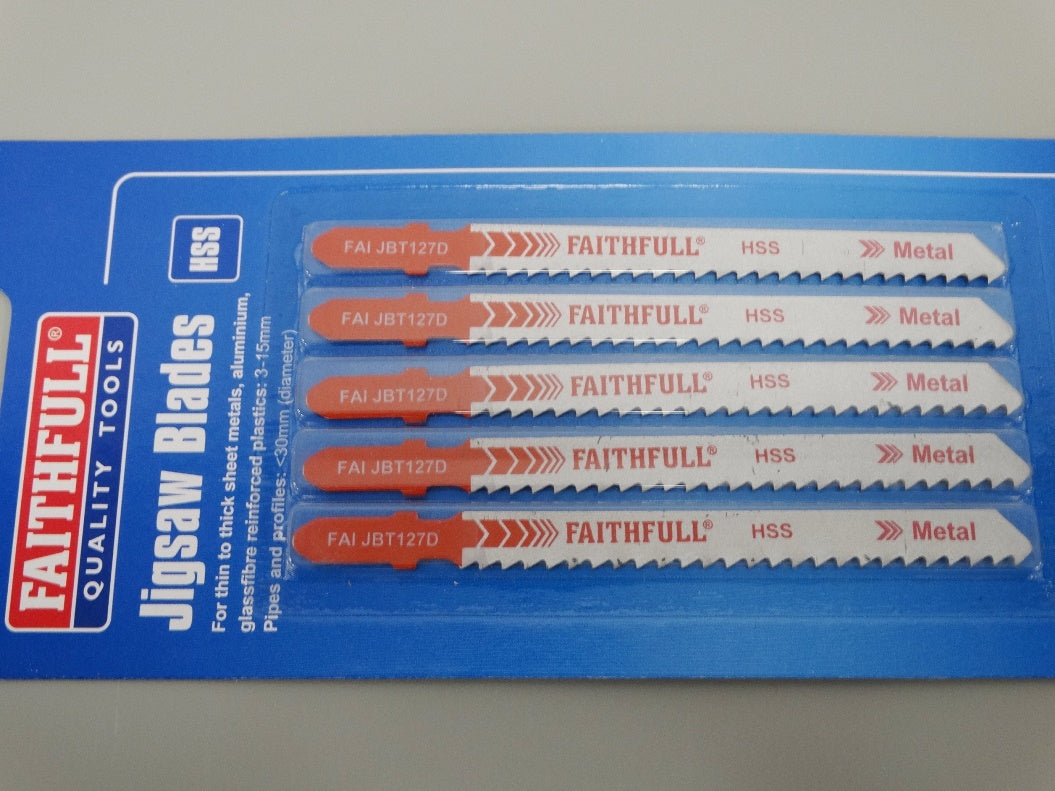 FAITHFULL®
QUALITY TOOLS
HSS
Jigsaw Blades
For thin to thick sheet metals, aluminium,
glassfibre reinforced plastics: 3-15mm
Pipes and profiles: <30mm (diameter)
FAI JBT127D FAITHFULL® HSS Metal
FAI JBT127D FAITHFULL® HSS Metal
FAI JBT127D FAITHFULL® HSS Metal
FAI JBT127D FAITHFULL® HSS Metal
FAI JBT127D FAITHFULL® HSS Metal